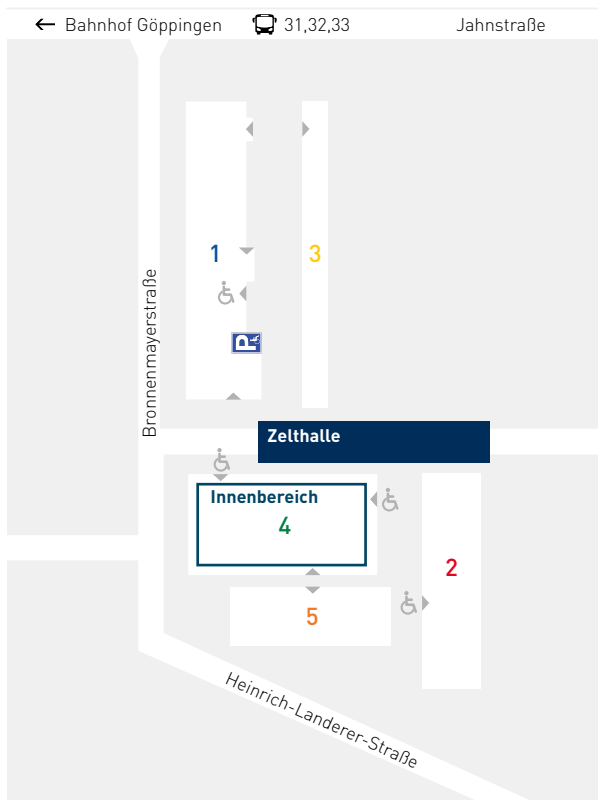 ← Bahnhof Göppingen 31,32,33 Jahnstraße
Bronnenmayerstraße
1
3
P
Zelthalle
Innenbereich
4
2
5
Heinrich-Landerer-Straße